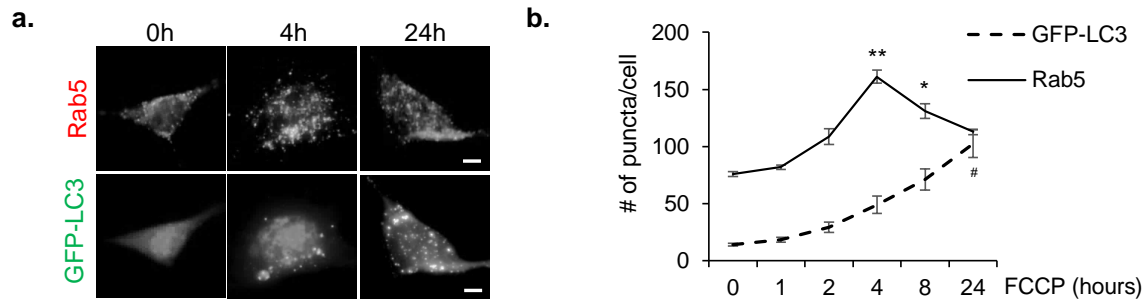 a.
0h 4h 24h
Rab5
GFP-LC3
b.
# of puncta/cell
200
150
100
50
0
**
*
#
GFP-LC3
Rab5
0 1 2 4 8 24 FCCP (hours)